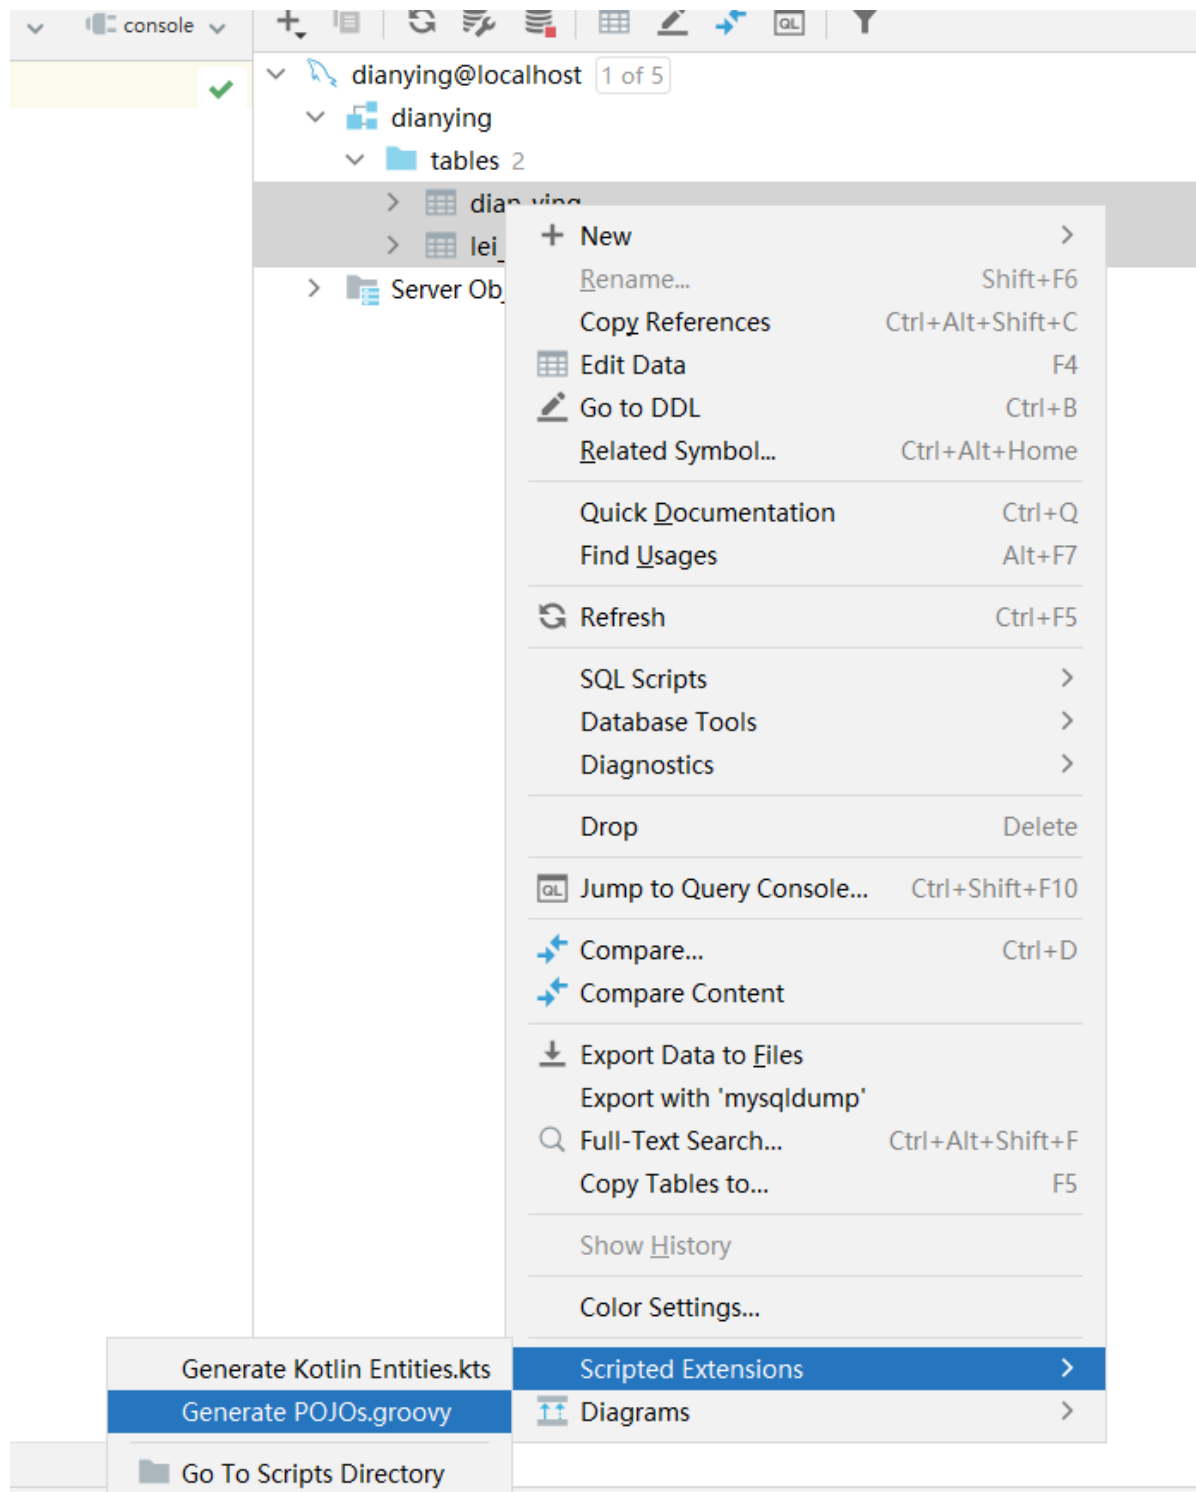 console
QL
dianying@localhost 1 of 5
dianying
tables 2
lei_
Server Ob
New
Rename... Shift+F6
Copy References Ctrl+Alt+Shift+C
Edit Data F4
Go to DDL Ctrl+B
Related Symbol... Ctrl+Alt+Home
Quick Documentation Ctrl+Q
Find Usages Alt+F7
Refresh Ctrl+F5
SQL Scripts
Database Tools
Diagnostics
Drop Delete
QL Jump to Query Console... Ctrl+Shift+F10
Compare... Ctrl+D
Compare Content
Export Data to Files
Export with 'mysqldump'
Full-Text Search... Ctrl+Alt+Shift+F
Copy Tables to... F5
Show History
Color Settings...
Generate Kotlin Entities.kts Scripted Extensions
Generate POJOs.groovy Diagrams
Go To Scripts Directory